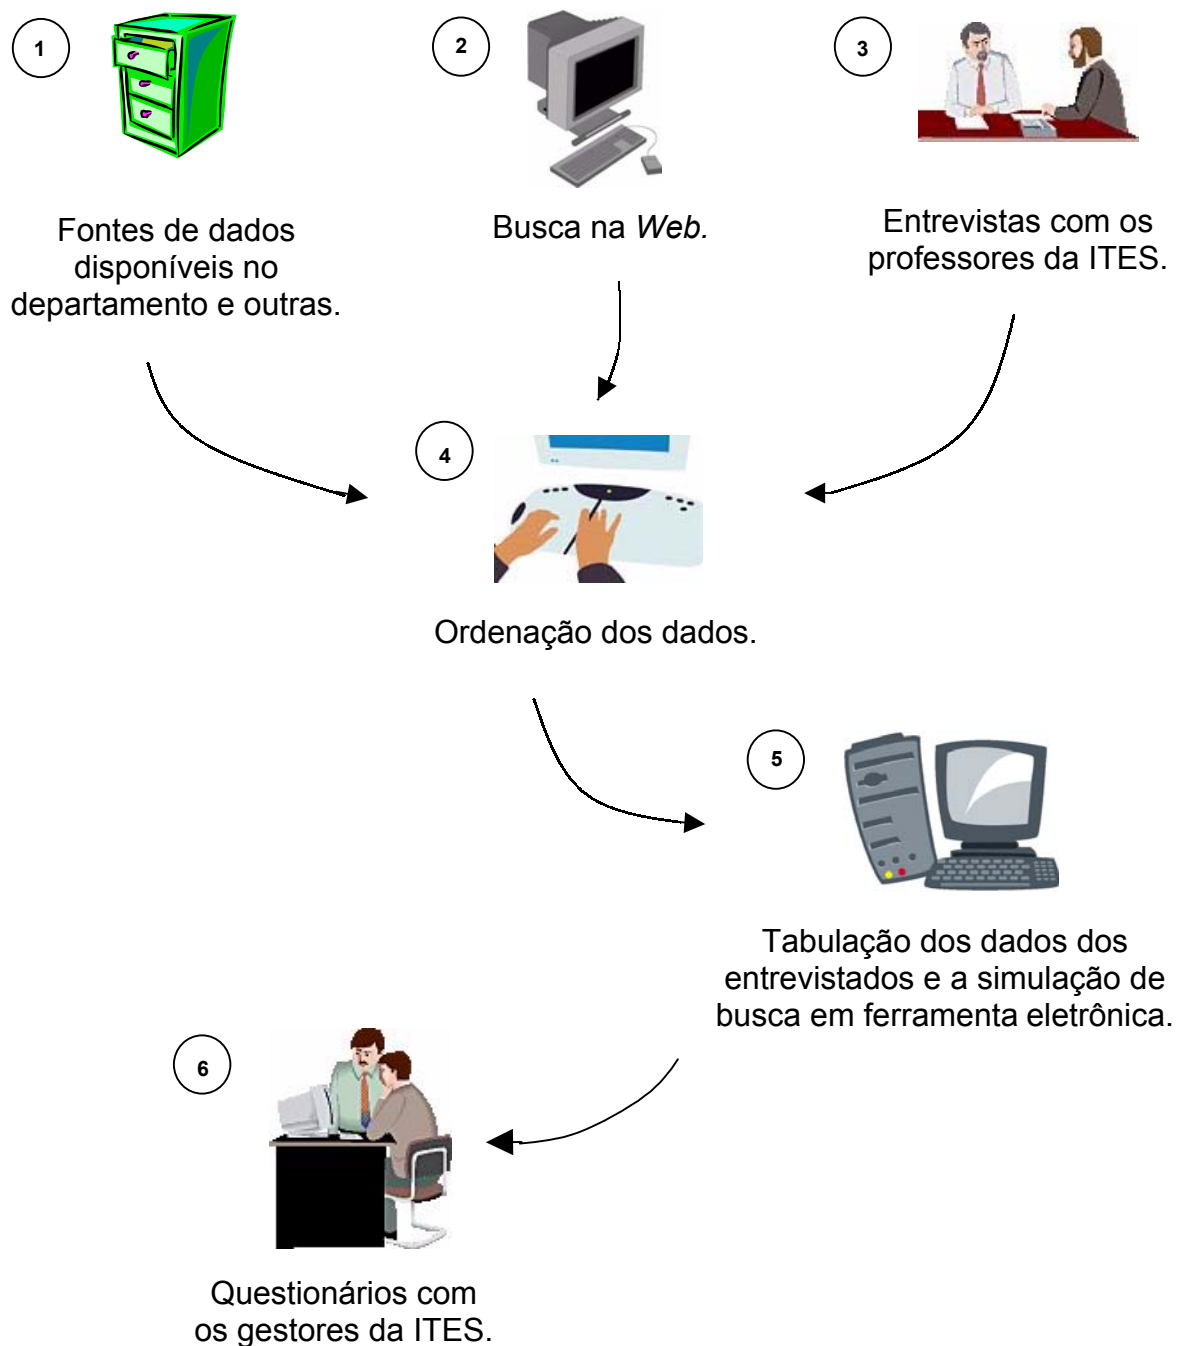 1
Fontes de dados
disponíveis no
departamento e outras.
2
Busca na Web.
3
Entrevistas com os
professores da ITES.
4
Ordenação dos dados.
5
Tabulação dos dados dos
entrevistados e a simulação de
busca em ferramenta eletrônica.
6
Questionários com
os gestores da ITES.